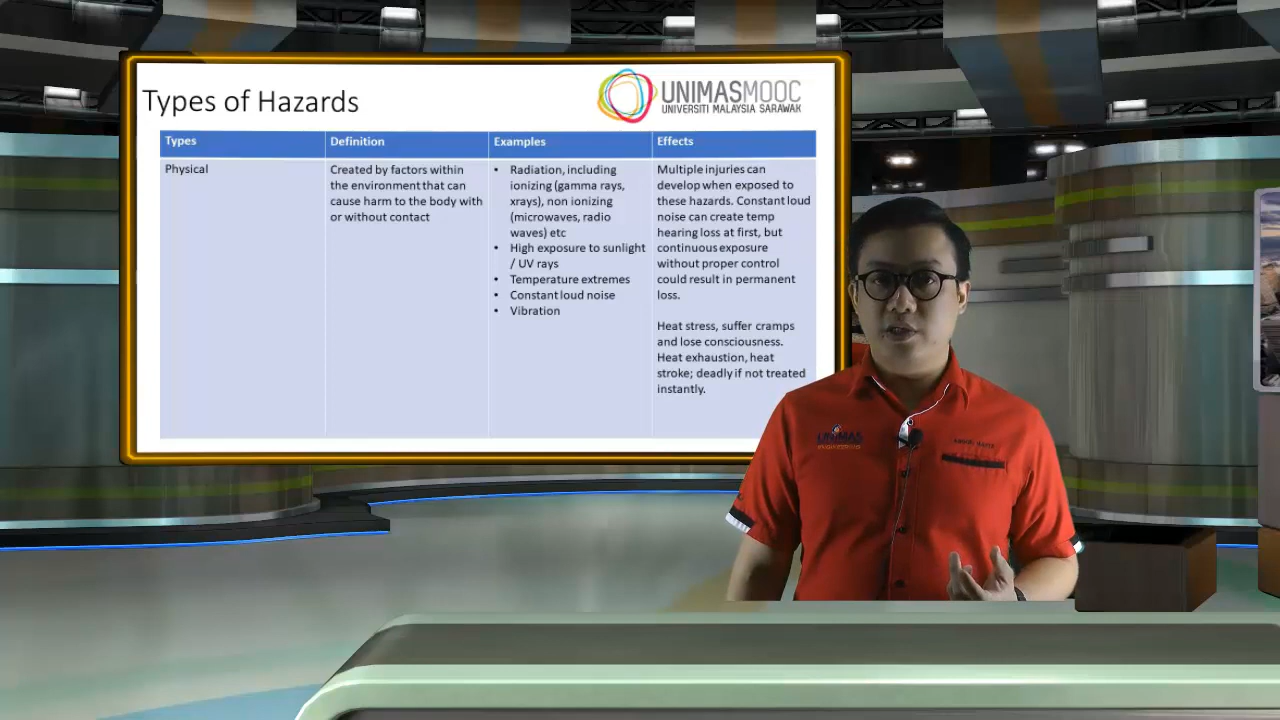 Types of Hazards
UNIMASMOOC
UNIVERSITI MALAYSIA SARAWAK
Types
Definition
Examples
Effects
Physical
Created by factors within
the environment that can
cause harm to the body with
or without contact
• Radiation, including
ionizing (gamma rays,
xrays), non ionizing
(microwaves, radio
waves) etc
• High exposure to sunlight
/ UV rays
• Temperature extremes
• Constant loud noise
• Vibration
Multiple injuries can
develop when exposed to
these hazards. Constant loud
noise can create temp
hearing loss at first, but
continuous exposure
without proper control
could result in permanent
loss.
Heat stress, suffer cramps
and lose consciousness.
Heat exhaustion, heat
stroke; deadly if not treated
instantly.
UNIMAS